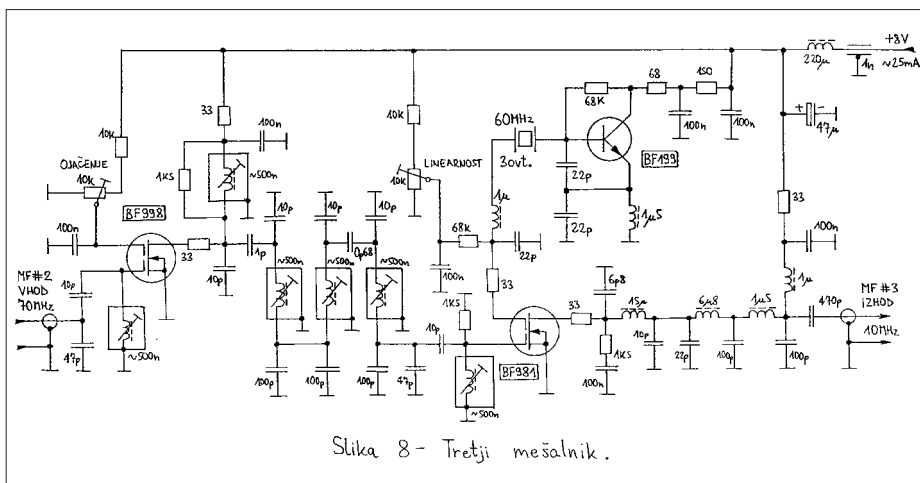 +8V
220µ
1n
~25mA
33
100n
10k
1k5
~500n
OJAČENJE
10k
BF998
100n
33
10p
1p
10p
MF#2
VHOD
70MHz
10p
47p
~500n
10p
10p
10p
0p68
~500n
~500n
~500n
100p
100p
100p
47p
10k
LINEARNOST
10k
68k
100n
1µ
22p
33
60MHz
3ovt.
68k
68
150
100n
100n
BF199
22p
22p
1µ5
1k5
10p
~500n
BF981
33
6p8
1k5
100n
15µ
10p
6µ8
22p
100p
1µ5
100p
+ -
47µ
33
100n
1µ
470p
MF #3
IZHOD
10MHz
Slika 8 - Tretji mešalnik.